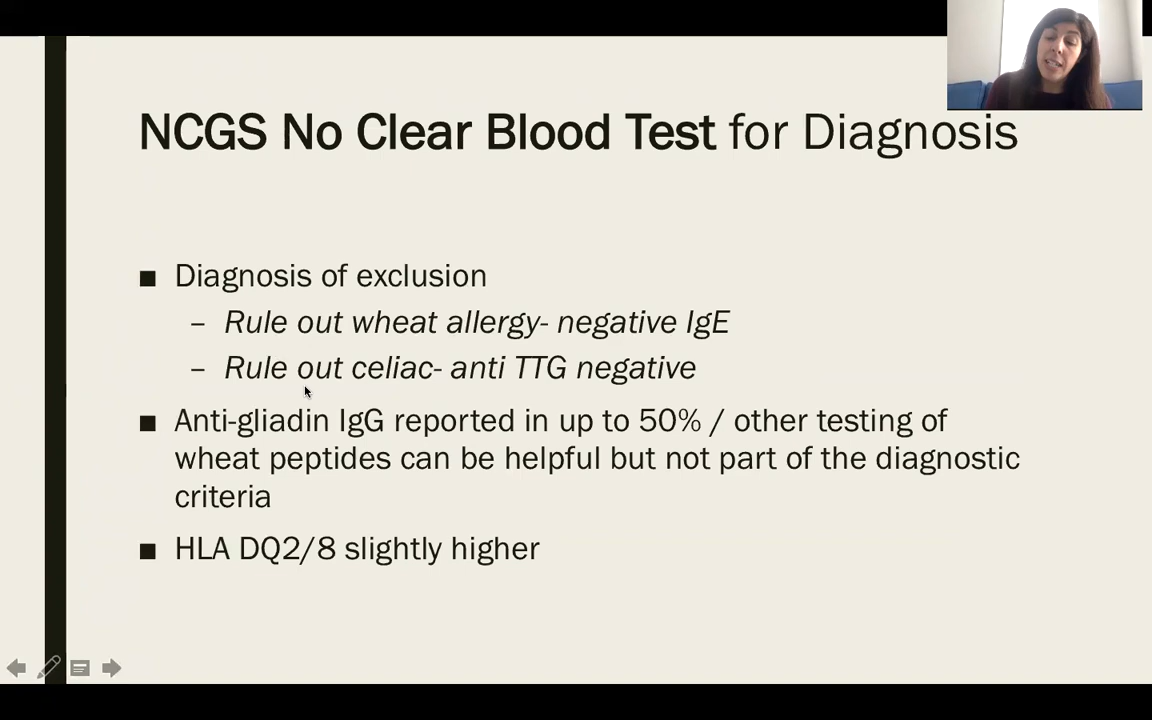 NCGS No Clear Blood Test for Diagnosis
■ Diagnosis of exclusion
– Rule out wheat allergy- negative IgE
– Rule out celiac- anti TTG negative
■ Anti-gliadin IgG reported in up to 50% / other testing of
wheat peptides can be helpful but not part of the diagnostic
criteria
■ HLA DQ2/8 slightly higher